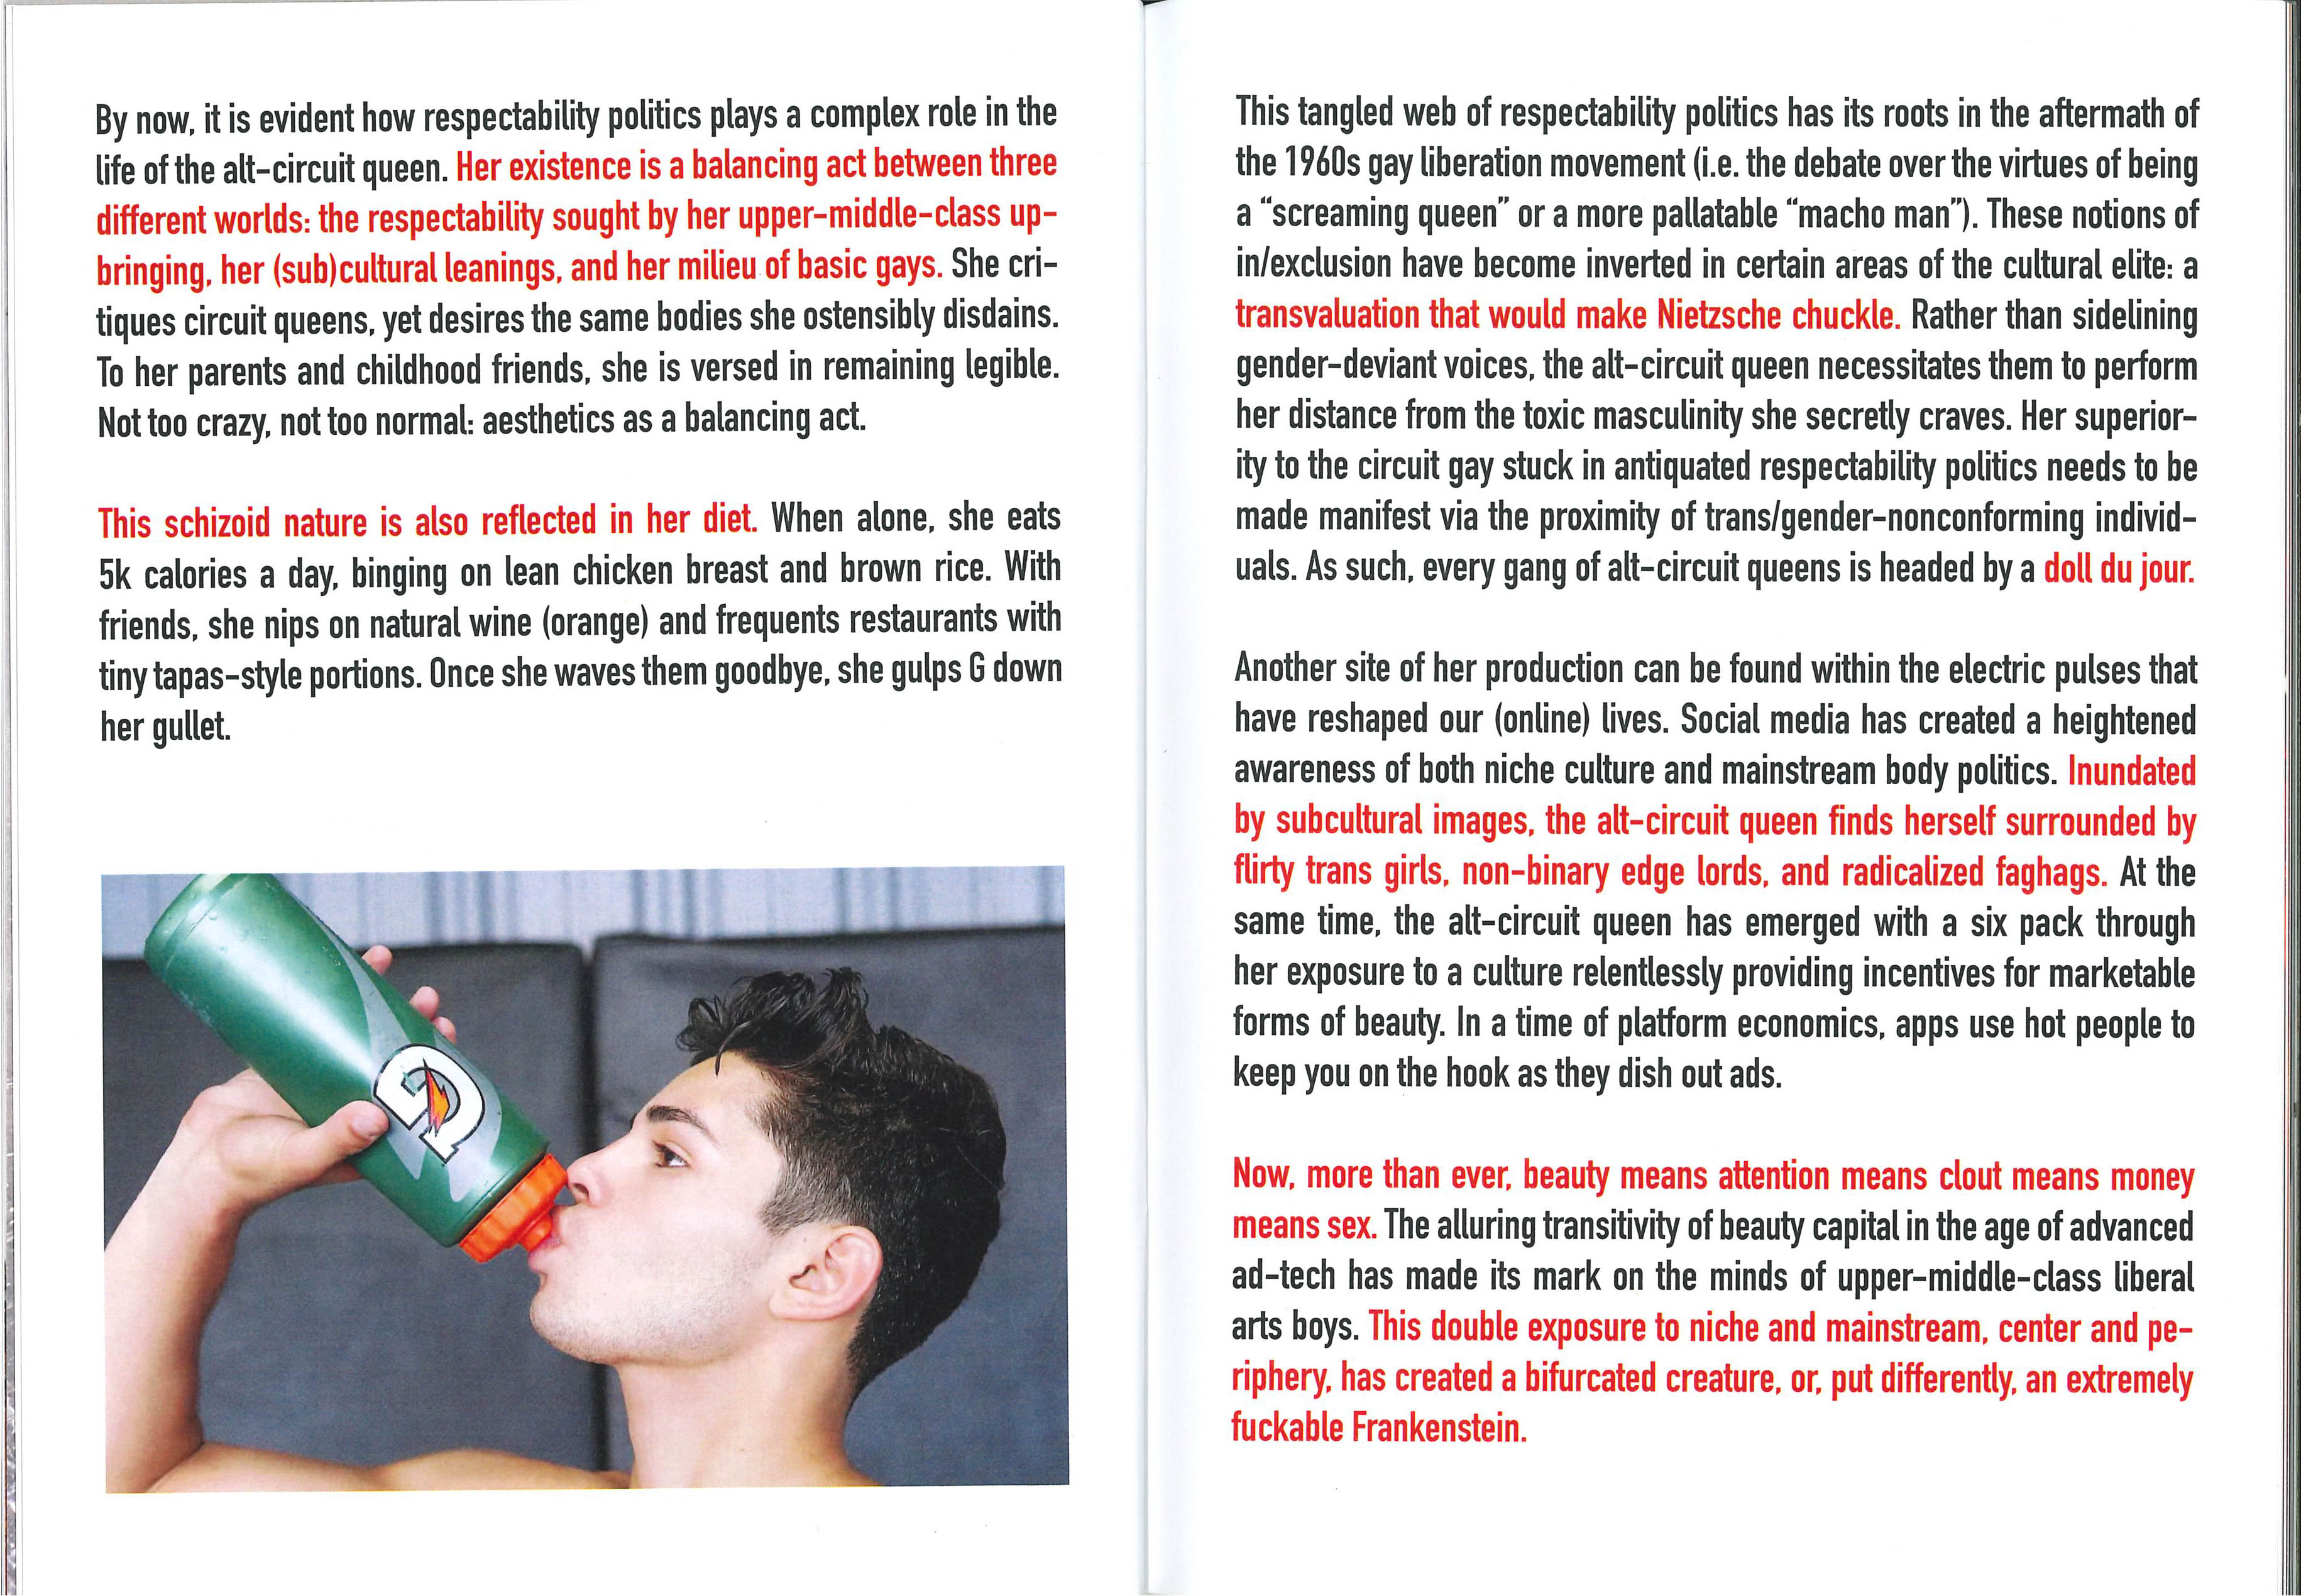 By now, it is evident how respectability politics plays a complex role in the
life of the alt-circuit queen. Her existence is a balancing act between three
different worlds: the respectability sought by her upper-middle-class up-
bringing, her (sub)cultural leanings, and her milieu of basic gays. She cri-
tiques circuit queens, yet desires the same bodies she ostensibly disdains.
To her parents and childhood friends, she is versed in remaining legible.
Not too crazy, not too normal: aesthetics as a balancing act.
This schizoid nature is also reflected in her diet. When alone, she eats
5k calories a day, binging on lean chicken breast and brown rice. With
friends, she nips on natural wine (orange) and frequents restaurants with
tiny tapas-style portions. Once she waves them goodbye, she gulps G down
her gullet.
G
This tangled web of respectability politics has its roots in the aftermath of
the 1960s gay liberation movement (i.e. the debate over the virtues of being
a “screaming queen” or a more pallatable “macho man”). These notions of
in/exclusion have become inverted in certain areas of the cultural elite: a
transvaluation that would make Nietzsche chuckle. Rather than sidelining
gender-deviant voices, the alt-circuit queen necessitates them to perform
her distance from the toxic masculinity she secretly craves. Her superior-
ity to the circuit gay stuck in antiquated respectability politics needs to be
made manifest via the proximity of trans/gender-nonconforming individ-
uals. As such, every gang of alt-circuit queens is headed by a doll du jour.
Another site of her production can be found within the electric pulses that
have reshaped our (online) lives. Social media has created a heightened
awareness of both niche culture and mainstream body politics. Inundated
by subcultural images, the alt-circuit queen finds herself surrounded by
flirty trans girls, non-binary edge lords, and radicalized faghags. At the
same time, the alt-circuit queen has emerged with a six pack through
her exposure to a culture relentlessly providing incentives for marketable
forms of beauty. In a time of platform economics, apps use hot people to
keep you on the hook as they dish out ads.
Now, more than ever, beauty means attention means clout means money
means sex. The alluring transitivity of beauty capital in the age of advanced
ad-tech has made its mark on the minds of upper-middle-class liberal
arts boys. This double exposure to niche and mainstream, center and pe-
riphery, has created a bifurcated creature, or, put differently, an extremely
fuckable Frankenstein.